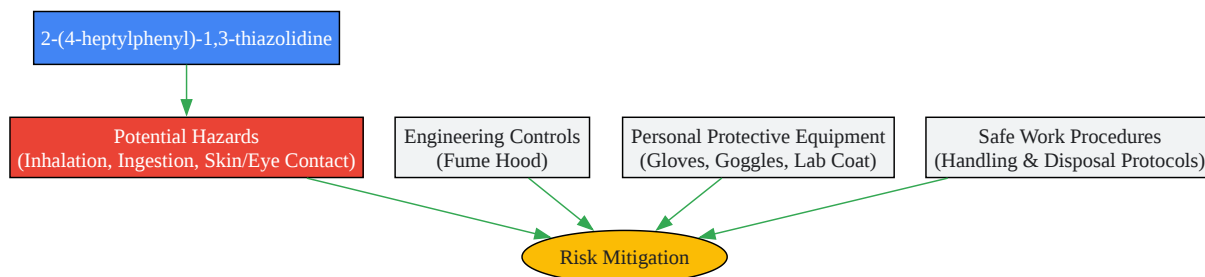 2-(4-heptylphenyl)-1,3-thiazolidine
Potential Hazards
(Inhalation, Ingestion, Skin/Eye Contact)
Engineering Controls
(Fume Hood)
Personal Protective Equipment
(Gloves, Goggles, Lab Coat)
Safe Work Procedures
(Handling & Disposal Protocols)
Risk Mitigation